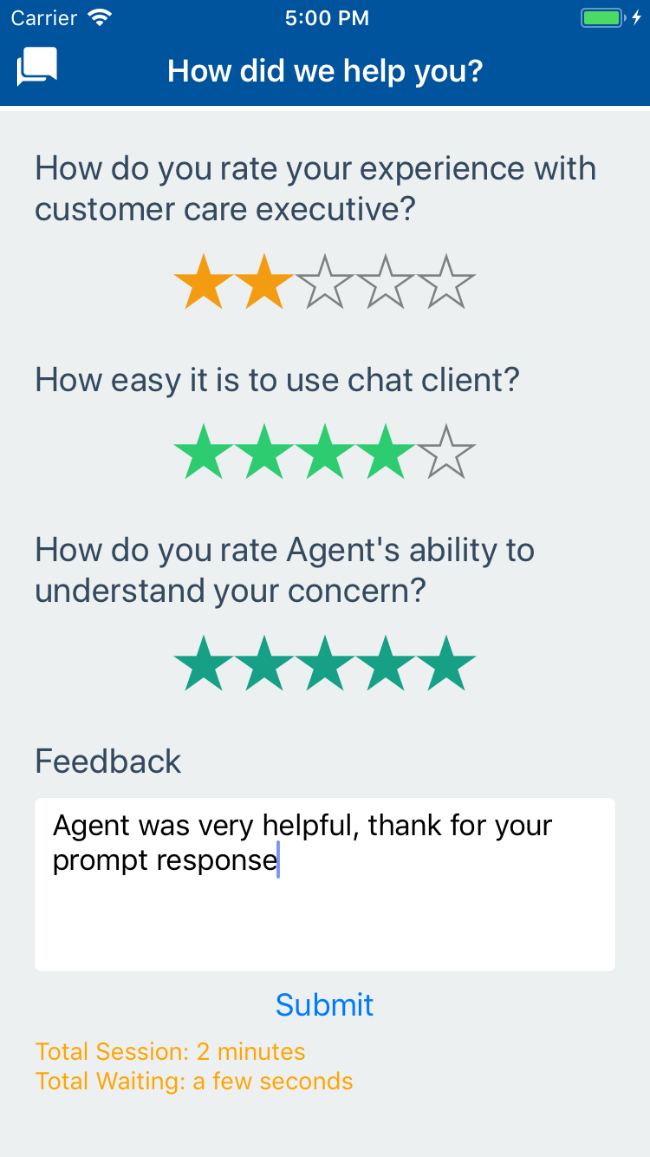 Carrier 5:00 PM
How did we help you?
How do you rate your experience with
customer care executive?
How easy it is to use chat client?
How do you rate Agent's ability to
understand your concern?
Feedback
Agent was very helpful, thank for your
prompt response
Submit
Total Session: 2 minutes
Total Waiting: a few seconds